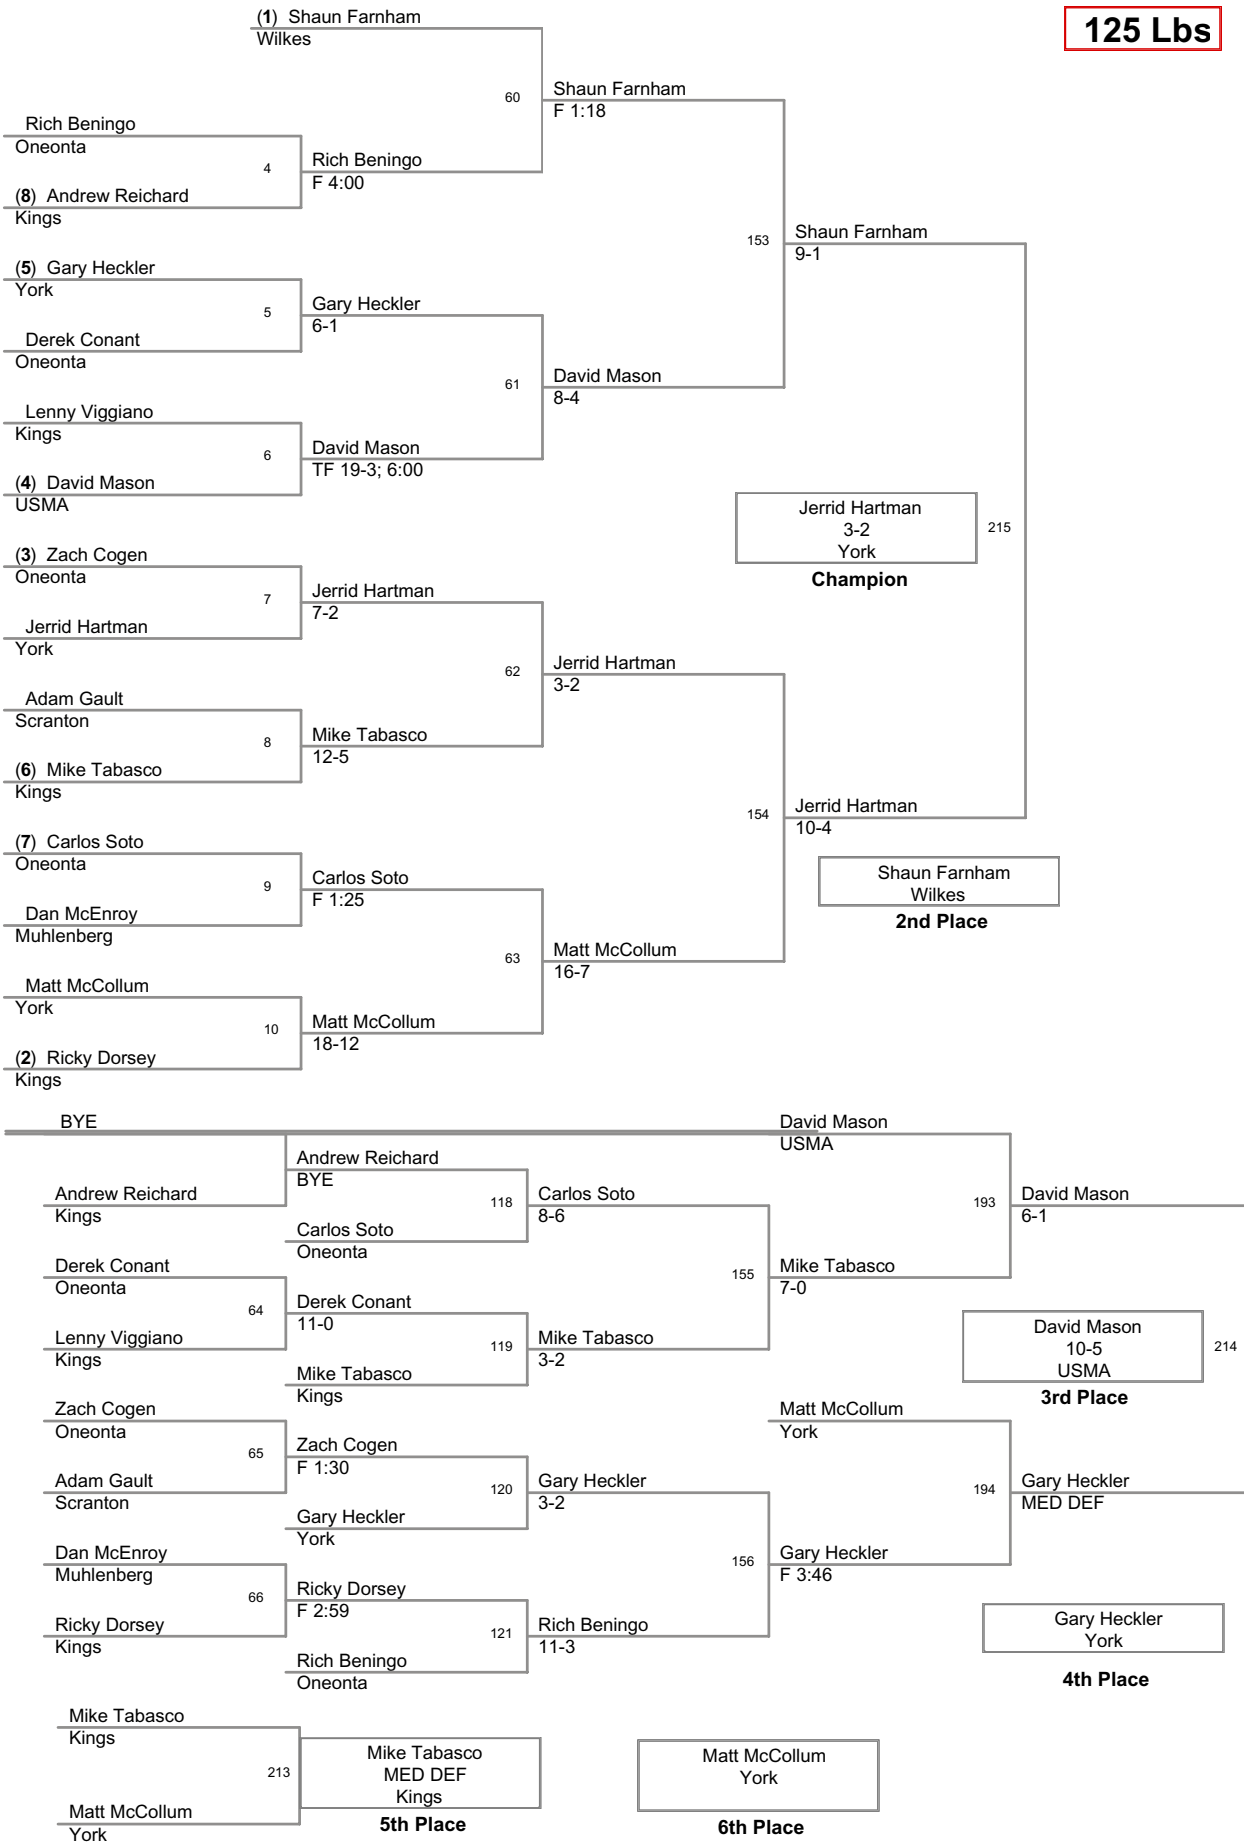 (1) Shaun Farnham
125 Lbs
Wilkes
60
Shaun Farnham
F 1:18
Rich Beningo
Oneonta
4
Rich Beningo
F 4:00
(8) Andrew Reichard
Kings
153
Shaun Farnham
9-1
(5) Gary Heckler
York
5
Gary Heckler
6-1
Derek Conant
Oneonta
61
David Mason
8-4
Lenny Viggiano
Kings
6
David Mason
TF 19-3; 6:00
(4) David Mason
USMA
Jerrid Hartman
3-2
York
215
Champion
(3) Zach Cogen
Oneonta
7
Jerrid Hartman
7-2
Jerrid Hartman
York
62
Jerrid Hartman
3-2
Adam Gault
Scranton
8
Mike Tabasco
12-5
(6) Mike Tabasco
Kings
154
Jerrid Hartman
10-4
(7) Carlos Soto
Oneonta
9
Carlos Soto
F 1:25
Shaun Farnham
Wilkes
2nd Place
Dan McEnroy
Muhlenberg
63
Matt McCollum
16-7
Matt McCollum
York
10
Matt McCollum
18-12
(2) Ricky Dorsey
Kings
BYE
David Mason
USMA
Andrew Reichard
BYE
Andrew Reichard
Kings
118
Carlos Soto
8-6
193
David Mason
6-1
Carlos Soto
Oneonta
Derek Conant
Oneonta
155
Mike Tabasco
7-0
64
Derek Conant
11-0
Lenny Viggiano
Kings
119
Mike Tabasco
3-2
David Mason
10-5
USMA
214
3rd Place
Mike Tabasco
Kings
Zach Cogen
Oneonta
Matt McCollum
York
65
Zach Cogen
F 1:30
Adam Gault
Scranton
120
Gary Heckler
3-2
194
Gary Heckler
MED DEF
Gary Heckler
York
Dan McEnroy
Muhlenberg
156
Gary Heckler
F 3:46
66
Ricky Dorsey
F 2:59
Ricky Dorsey
Kings
121
Rich Beningo
11-3
Gary Heckler
York
4th Place
Rich Beningo
Oneonta
Mike Tabasco
Kings
213
Mike Tabasco
MED DEF
Kings
5th Place
Matt McCollum
York
6th Place
Matt McCollum
York